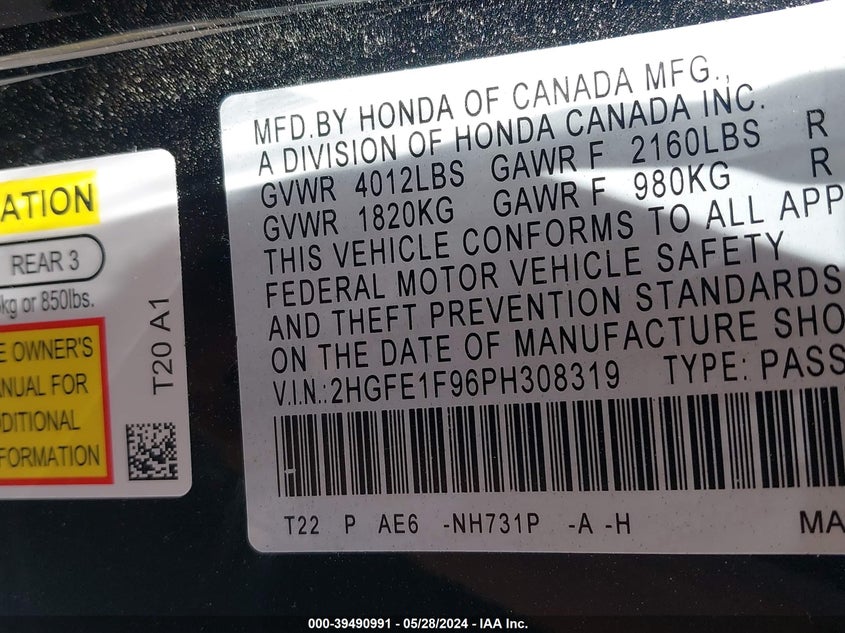 ATION
REAR 3
kg or 850lbs.
E OWNER'S
ANUAL FOR
DDITIONAL
FORMATION
T20 A1
MFD.BY HONDA OF CANADA MFG.,
A DIVISION OF HONDA CANADA INC.
GVWR 4012LBS GAWR F 2160LBS R
GVWR 1820KG GAWR F 980KG R
THIS VEHICLE CONFORMS TO ALL APP
FEDERAL MOTOR VEHICLE SAFETY
AND THEFT PREVENTION STANDARDS
ON THE DATE OF MANUFACTURE SHO
V.I.N.:2HGFE1F96PH308319 TYPE: PASS
T22 P AE6 -NH731P -A -H MA
000-39490991 - 05/28/2024 - IAA Inc.